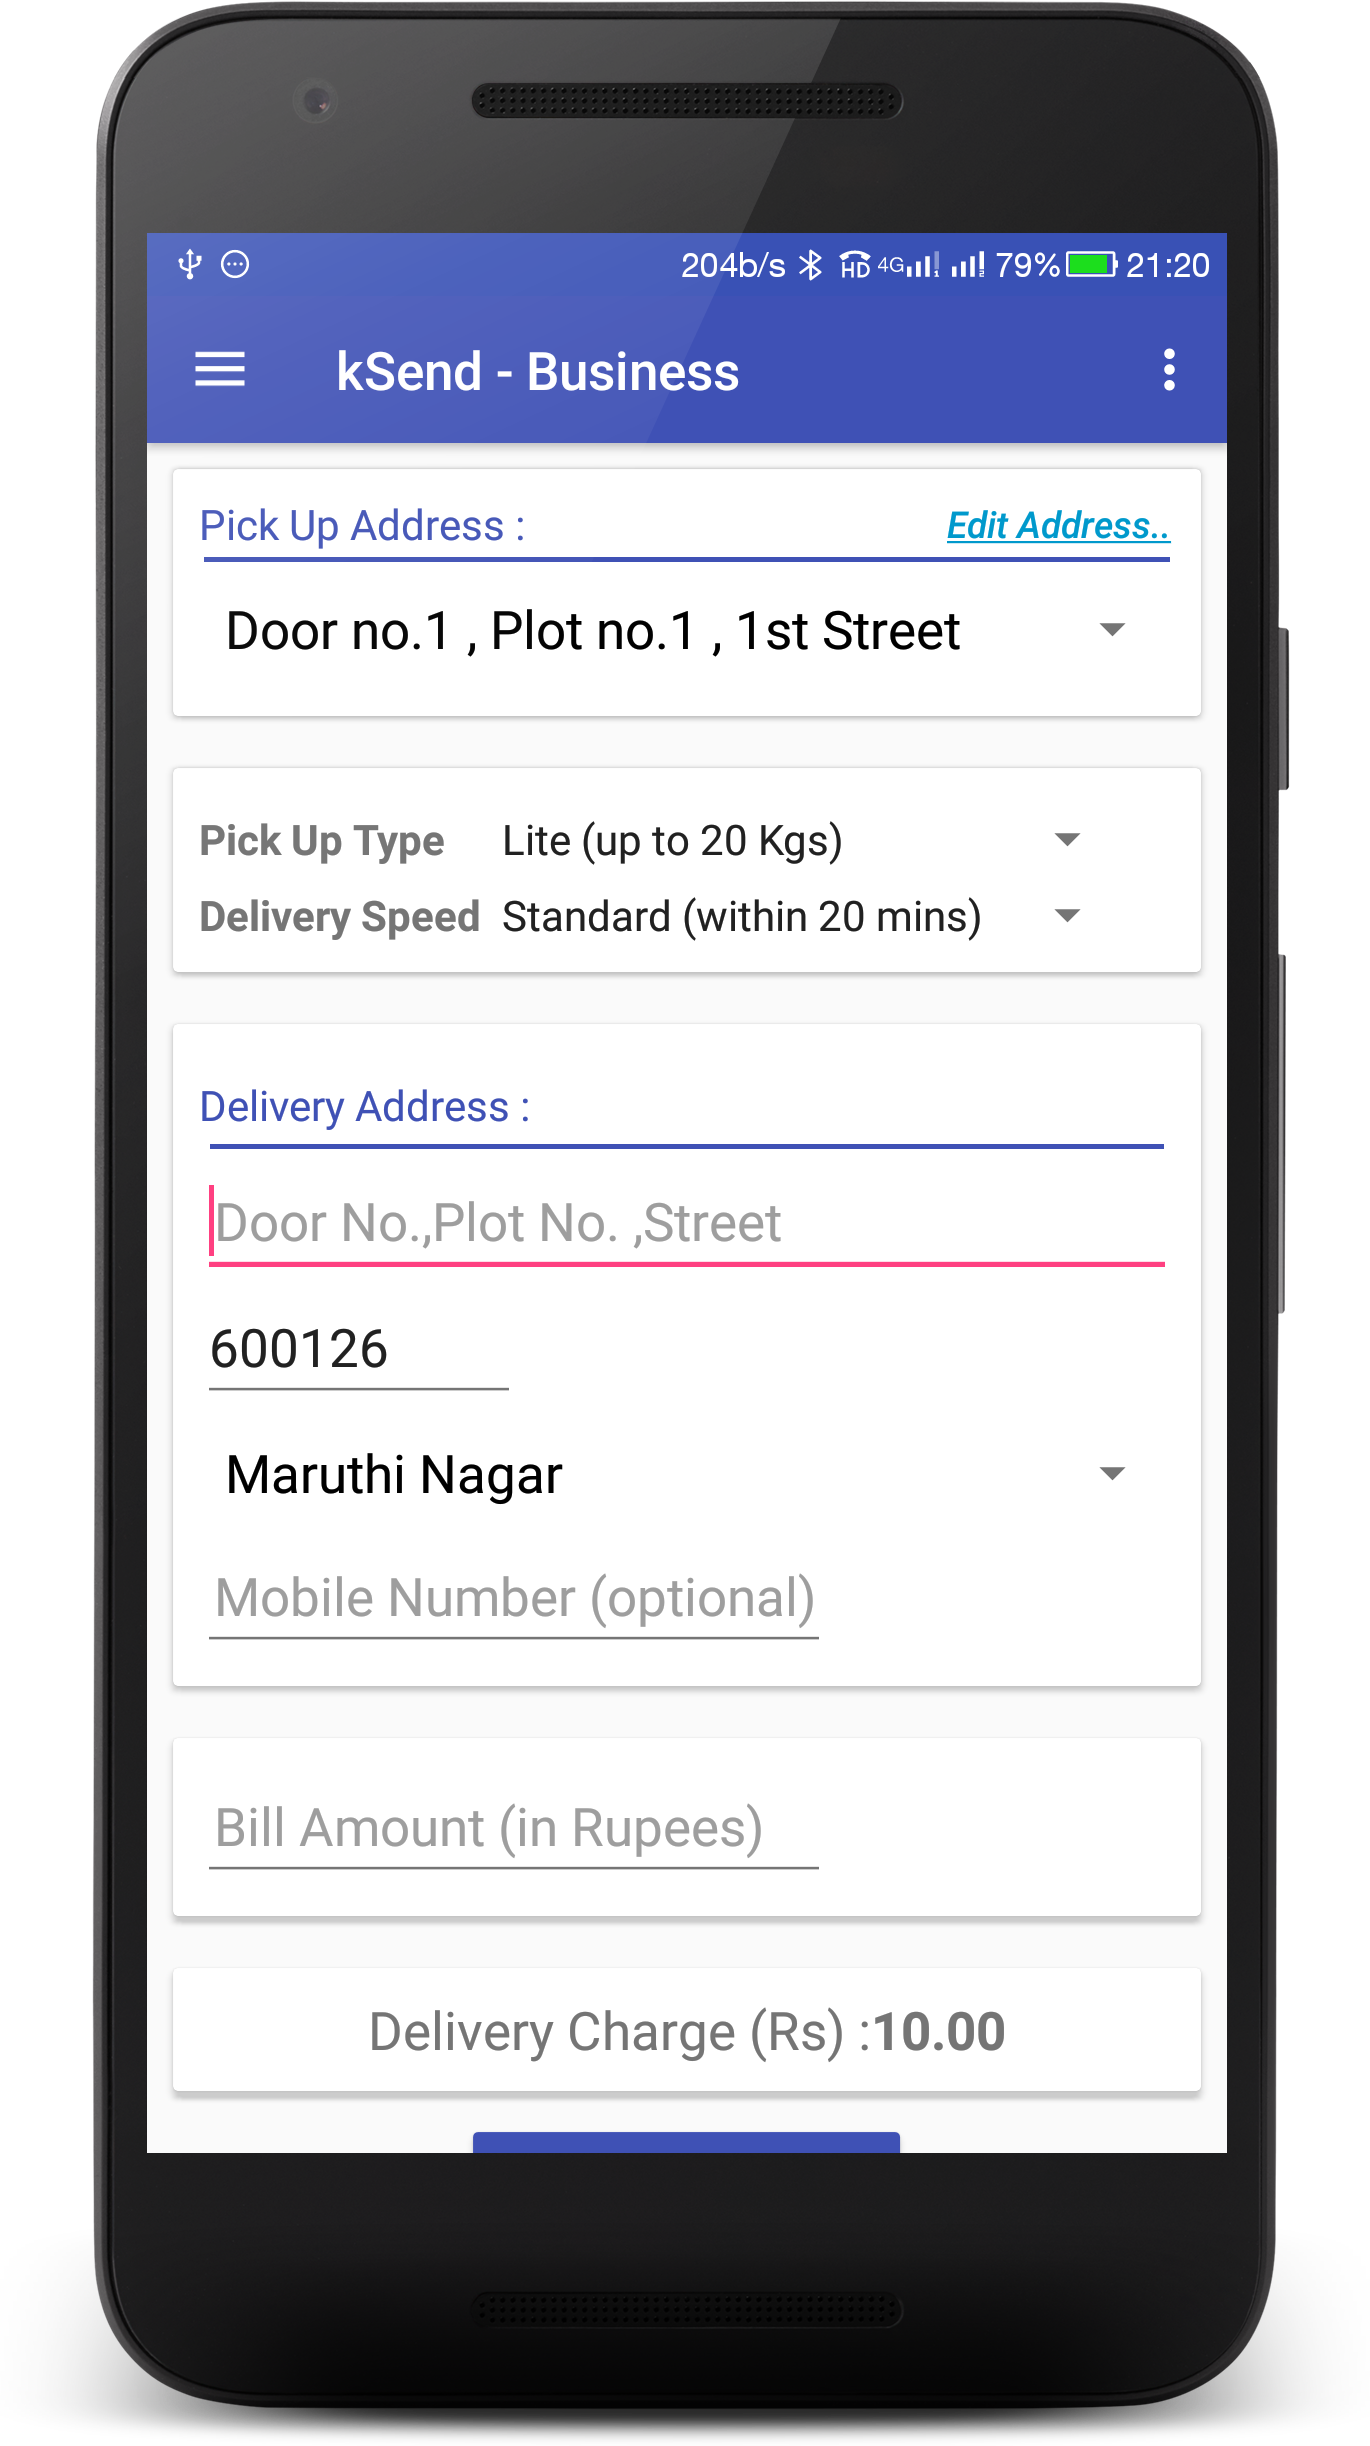 204b/s HD 4G 1 2 79% 21:20
kSend - Business
Pick Up Address : Edit Address..
Door no.1 , Plot no.1 , 1st Street
Pick Up Type Lite (up to 20 Kgs)
Delivery Speed Standard (within 20 mins)
Delivery Address :
Door No.,Plot No. ,Street
600126
Maruthi Nagar
Mobile Number (optional)
Bill Amount (in Rupees)
Delivery Charge (Rs) :10.00